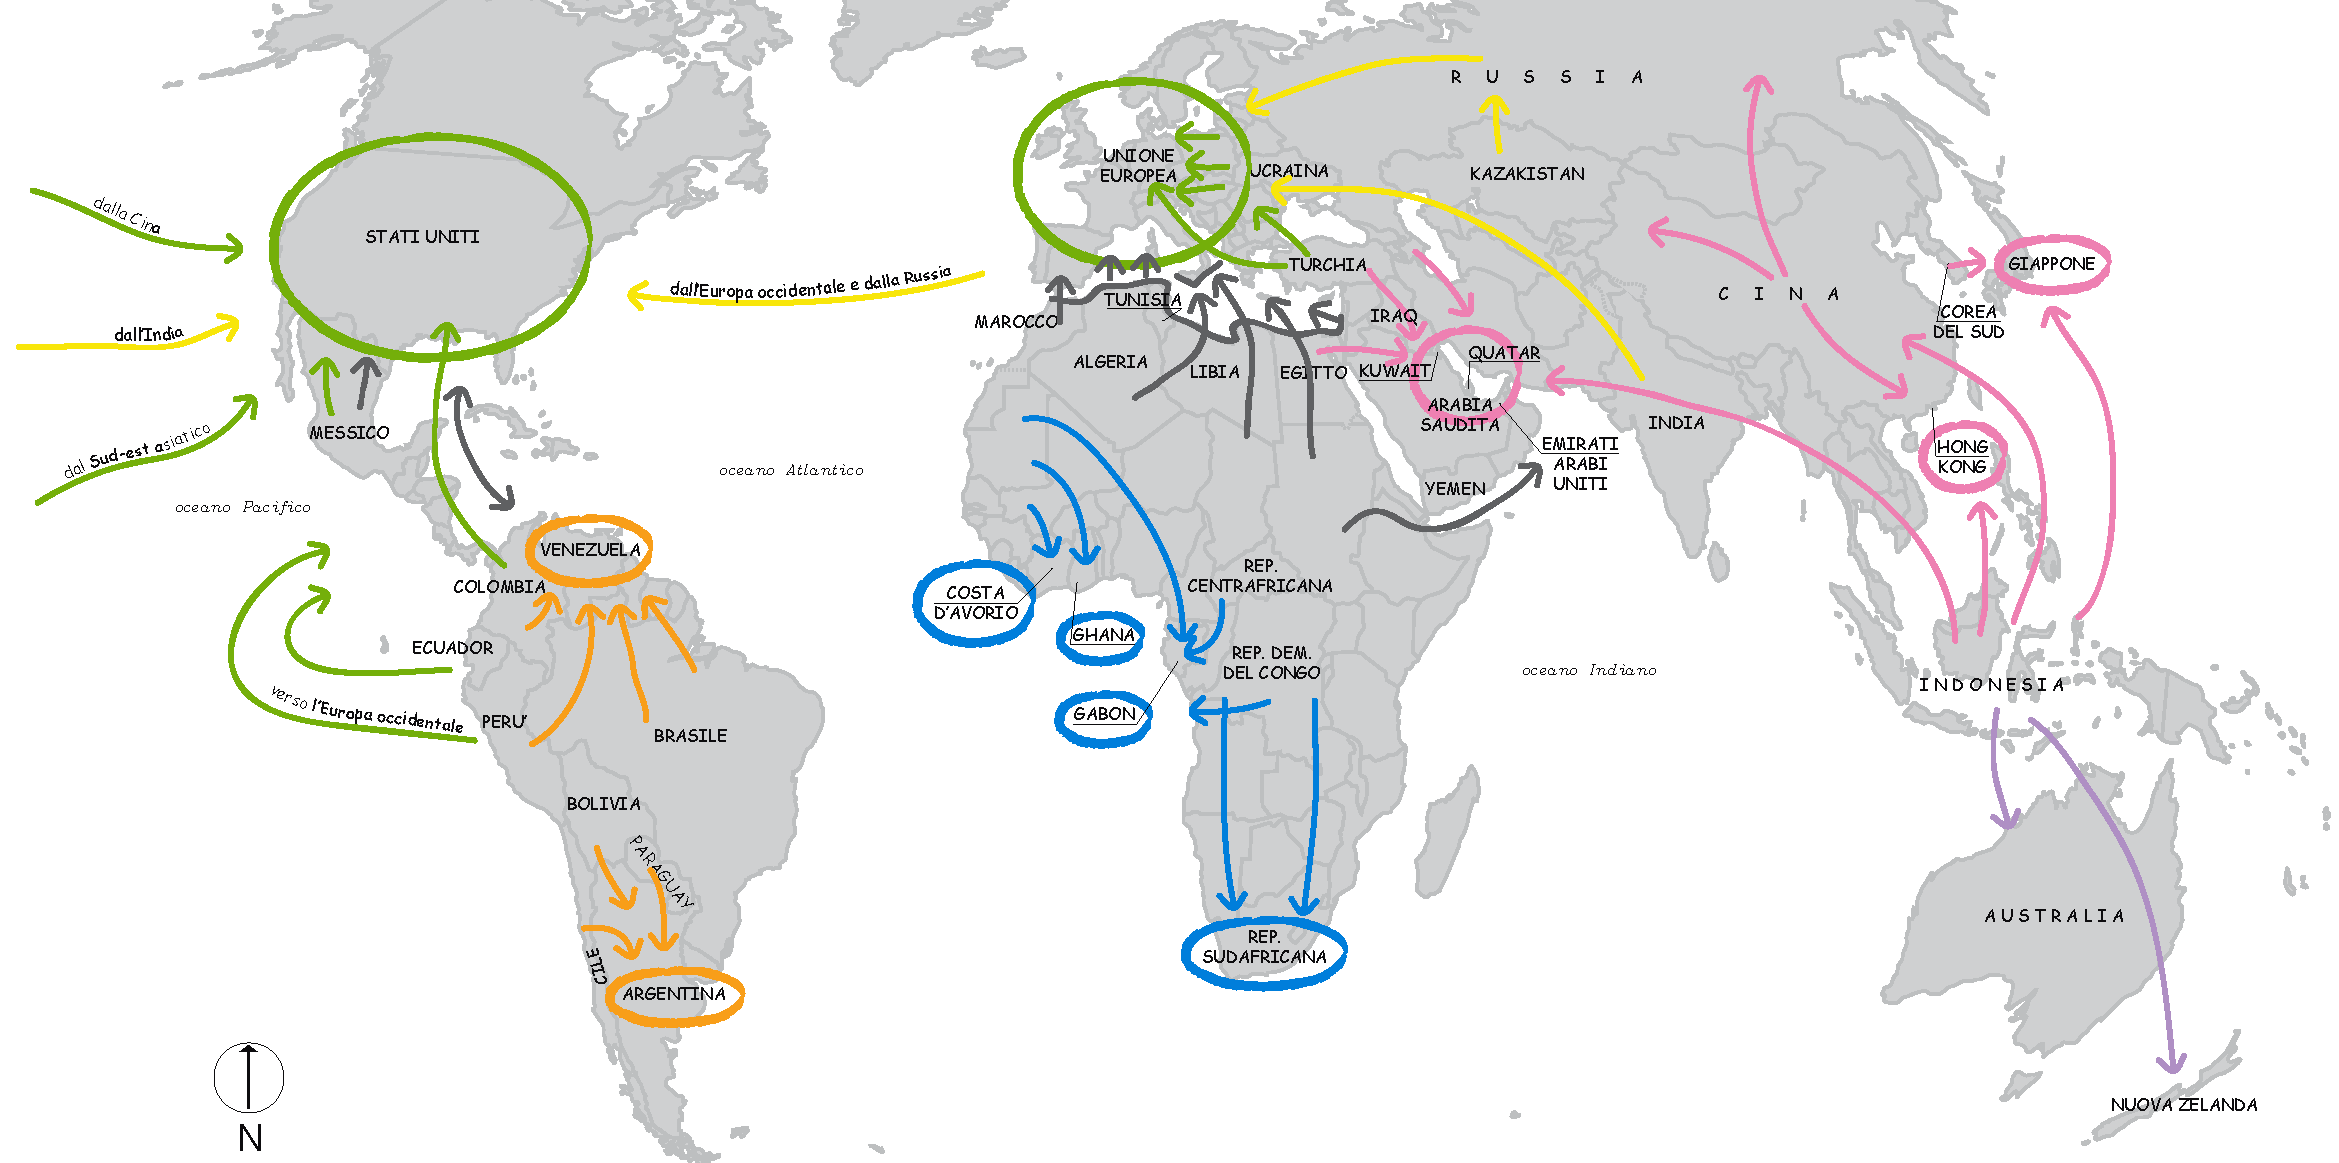 R U S S I A
UNIONE
EUROPEA
UCRAINA
KAZAKISTAN
dalla Cina
STATI UNITI
TURCHIA
GIAPPONE
dall'Europa occidentale e dalla Russia
TUNISIA
C I N A
MAROCCO
IRAQ
COREA
DEL SUD
dall'India
ALGERIA
LIBIA
EGITTO
KUWAIT
QUATAR
ARABIA
SAUDITA
INDIA
MESSICO
dal Sud-est asiatico
EMIRATI
ARABI
UNITI
HONG
KONG
oceano Atlantico
YEMEN
oceano Pacifico
VENEZUELA
COLOMBIA
REP.
CENTRAFRICANA
COSTA
D'AVORIO
GHANA
ECUADOR
REP. DEM.
DEL CONGO
oceano Indiano
INDONESIA
verso l'Europa occidentale
PERU'
GABON
BRASILE
BOLIVIA
PARAGUAY
AUSTRALIA
REP.
SUDAFRICANA
CILE
ARGENTINA
NUOVA ZELANDA
N